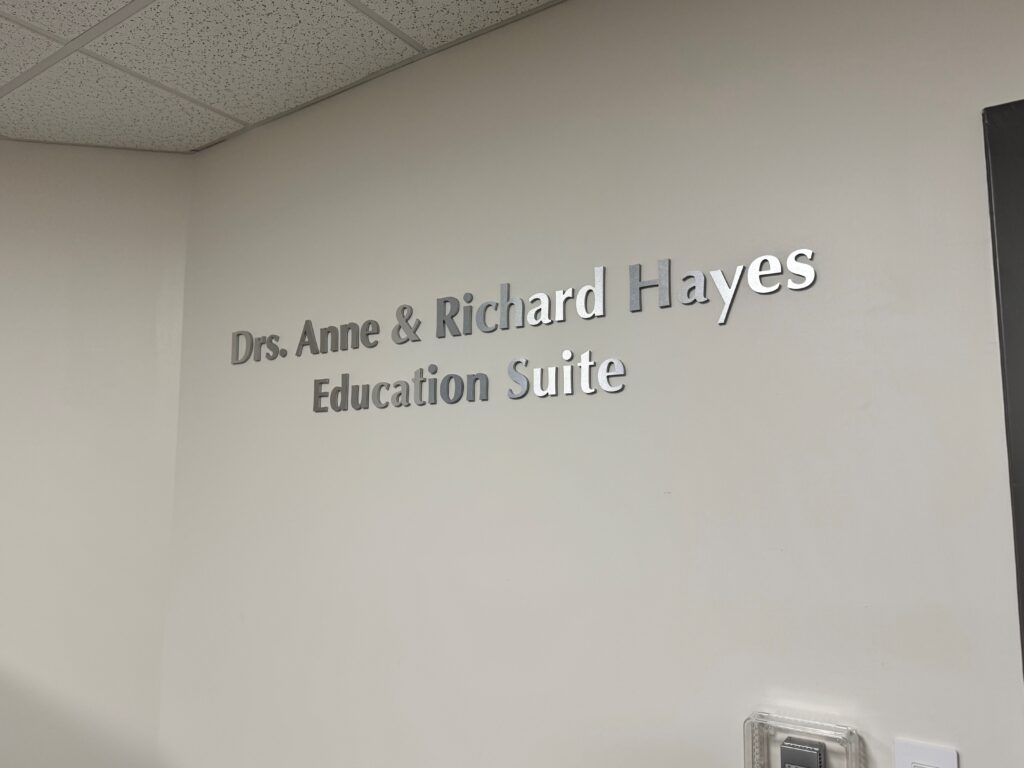 Drs. Anne & Richard Hayes
Education Suite